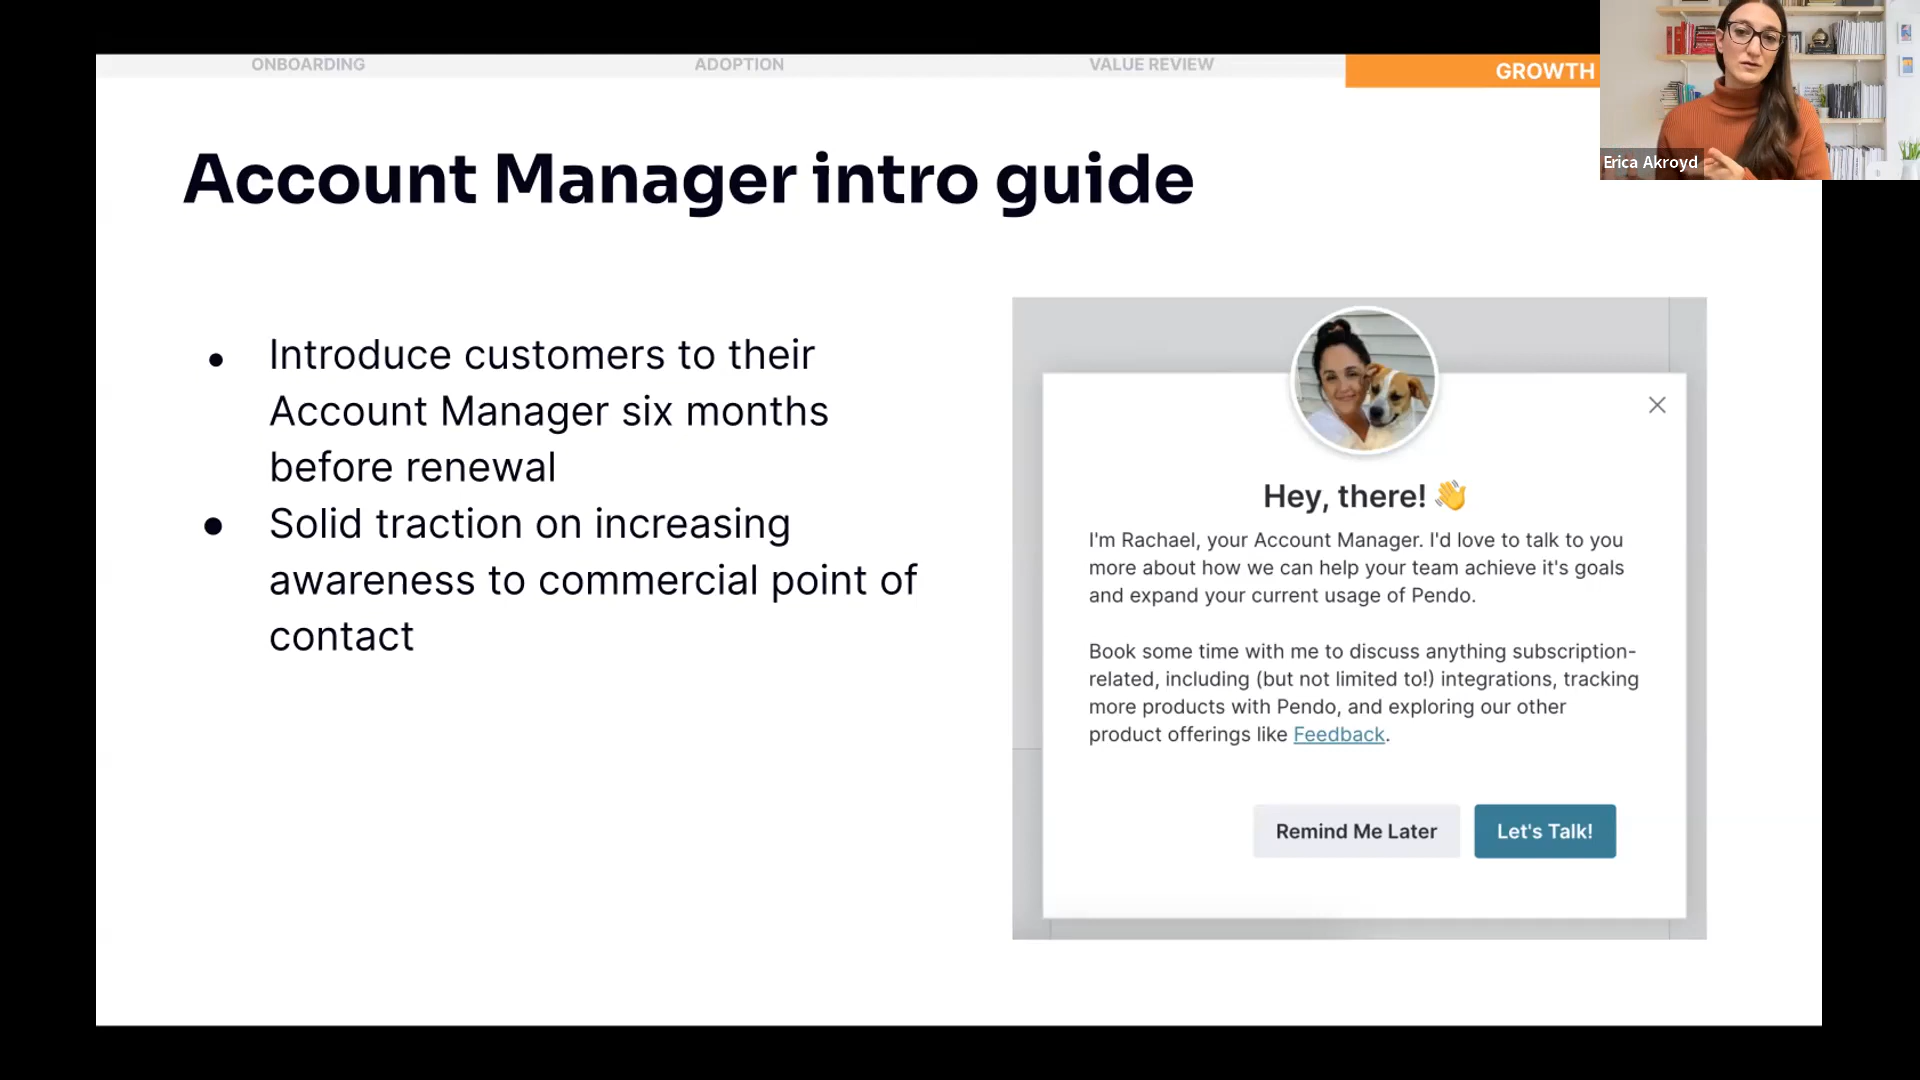 ONBOARDING ADOPTION VALUE REVIEW GROWTH
Erica Akroyd
Account Manager intro guide
● Introduce customers to their
Account Manager six months
before renewal
● Solid traction on increasing
awareness to commercial point of
contact
Hey, there! 👋
I'm Rachael, your Account Manager. I'd love to talk to you
more about how we can help your team achieve it's goals
and expand your current usage of Pendo.
Book some time with me to discuss anything subscription-
related, including (but not limited to!) integrations, tracking
more products with Pendo, and exploring our other
product offerings like Feedback.
Remind Me Later Let's Talk!